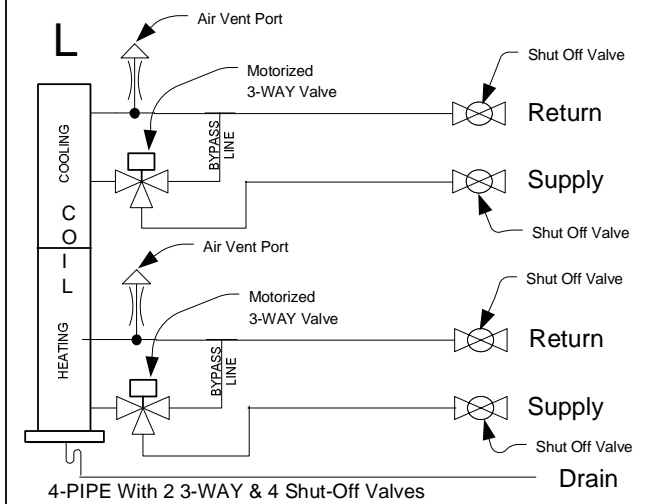 L
Air Vent Port
Motorized
3-WAY Valve
Shut Off Valve
Return
BYPASS
LINE
COOLING
Supply
Shut Off Valve
COIL
Air Vent Port
Motorized
3-WAY Valve
Shut Off Valve
Return
BYPASS
LINE
HEATING
Supply
Shut Off Valve
Drain
4-PIPE With 2 3-WAY & 4 Shut-Off Valves